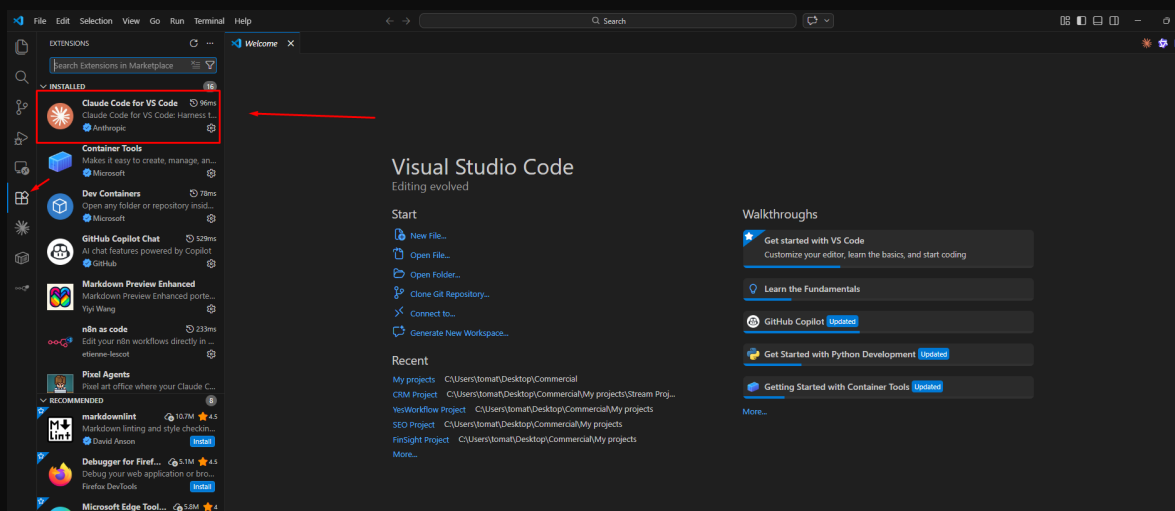 File Edit Selection View Go Run Terminal Help
Search
EXTENSIONS
Welcome
Search Extensions in Marketplace
INSTALLED 16
Claude Code for VS Code 96ms
Claude Code for VS Code: Harness t...
Anthropic
Container Tools
Makes it easy to create, manage, an...
Microsoft
Dev Containers 78ms
Open any folder or repository insid...
Microsoft
GitHub Copilot Chat 529ms
AI chat features powered by Copilot
GitHub
Markdown Preview Enhanced
Markdown Preview Enhanced porte...
Yiyi Wang
n8n as code 233ms
Edit your n8n workflows directly in ...
etienne-lescot
Pixel Agents
Pixel art office where your Claude C...
RECOMMENDED 8
markdownlint 10.7M 4.5
Markdown linting and style checkin...
David Anson Install
Debugger for Firef... 5.1M 4.5
Debug your web application or bro...
Firefox DevTools Install
Microsoft Edge Tool... 5.8M 4
Visual Studio Code
Editing evolved
Start
New File...
Open File...
Open Folder...
Clone Git Repository...
Connect to...
Generate New Workspace...
Recent
My projects C:\Users\tomat\Desktop\Commercial
CRM Project C:\Users\tomat\Desktop\Commercial\My projects\Stream Proj...
YesWorkflow Project C:\Users\tomat\Desktop\Commercial\My projects
SEO Project C:\Users\tomat\Desktop\Commercial\My projects
FinSight Project C:\Users\tomat\Desktop\Commercial\My projects
More...
Walkthroughs
Get started with VS Code
Customize your editor, learn the basics, and start coding
Learn the Fundamentals
GitHub Copilot Updated
Get Started with Python Development Updated
Getting Started with Container Tools Updated
More...